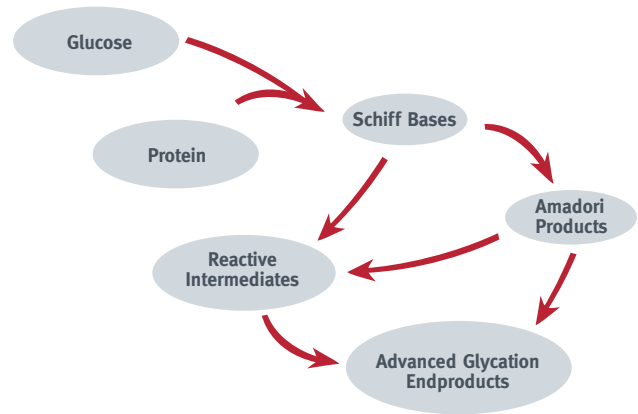 Glucose
Protein
Schiff Bases
Amadori
Products
Reactive
Intermediates
Advanced Glycation
Endproducts